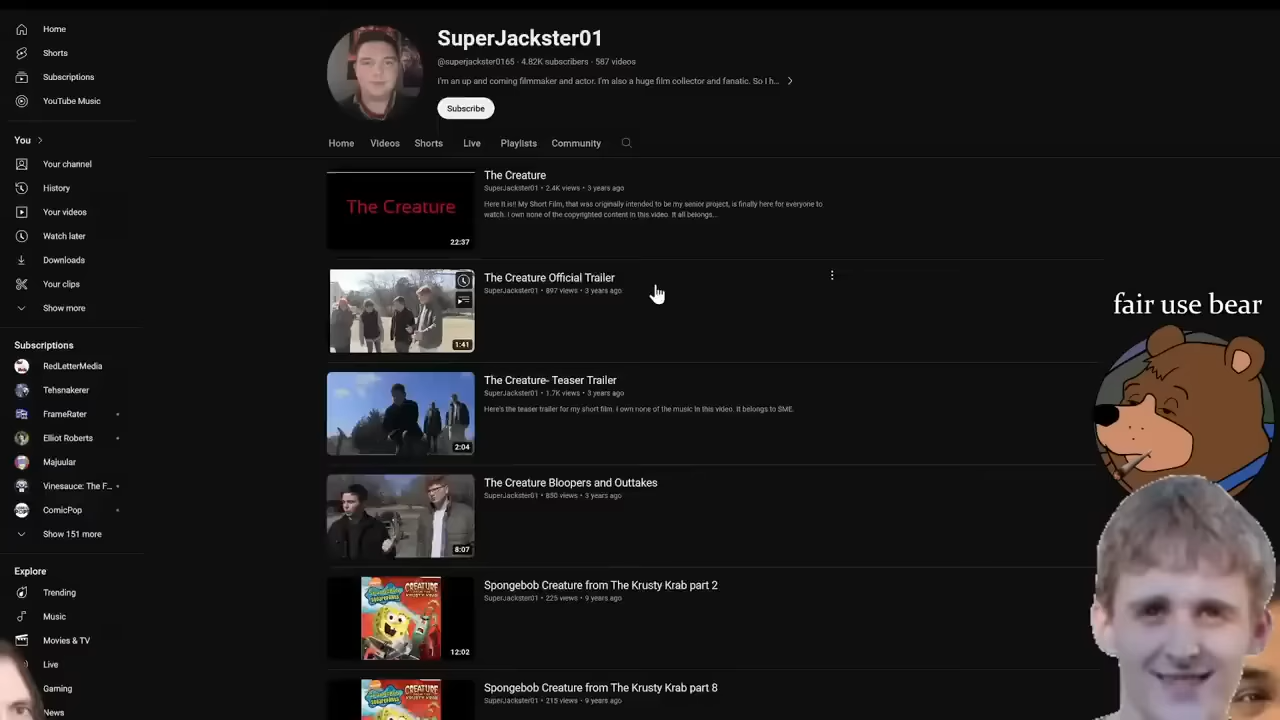 Home
Shorts
Subscriptions
YouTube Music
You
Your channel
History
Your videos
Watch later
Downloads
Your clips
Show more
Subscriptions
RedLetterMedia
Tehsnakerer
FrameRater
Elliot Roberts
Majuular
Vinesauce: The F...
ComicPop
Show 151 more
Explore
Trending
Music
Movies & TV
Live
Gaming
News
SuperJackster01
@superjackster0165 · 4.82K subscribers · 587 videos
I'm an up and coming filmmaker and actor. I'm also a huge film collector and fanatic. So I h...
Subscribe
Home Videos Shorts Live Playlists Community
The Creature
22:37
The Creature
SuperJackster01 • 2.4K views • 3 years ago
Here it is!! My Short Film, that was originally intended to be my senior project, is finally here for everyone to
watch. I own none of the copyrighted content in this video. It all belongs...
1:41
The Creature Official Trailer
SuperJackster01 • 897 views • 3 years ago
2:04
The Creature- Teaser Trailer
SuperJackster01 • 1.7K views • 3 years ago
Here's the teaser trailer for my short film. I own none of the music in this video. It belongs to SME.
8:07
The Creature Bloopers and Outtakes
SuperJackster01 • 850 views • 3 years ago
SPONGEBOB
CREATURE
12:02
Spongebob Creature from The Krusty Krab part 2
SuperJackster01 • 225 views • 9 years ago
CREATURE
Spongebob Creature from The Krusty Krab part 8
SuperJackster01 • 215 views • 9 years ago
fair use bear